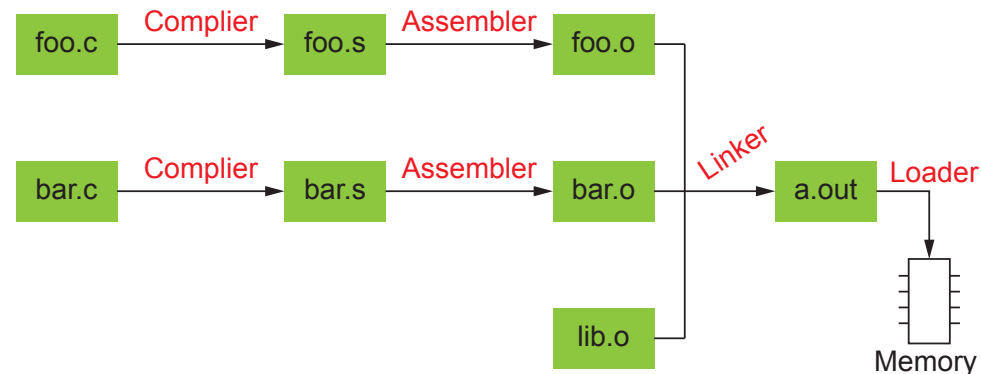 Complier
Assembler
foo.c
foo.s
foo.o
Complier
Assembler
Linker
bar.c
bar.s
bar.o
a.out
Loader
lib.o
Memory